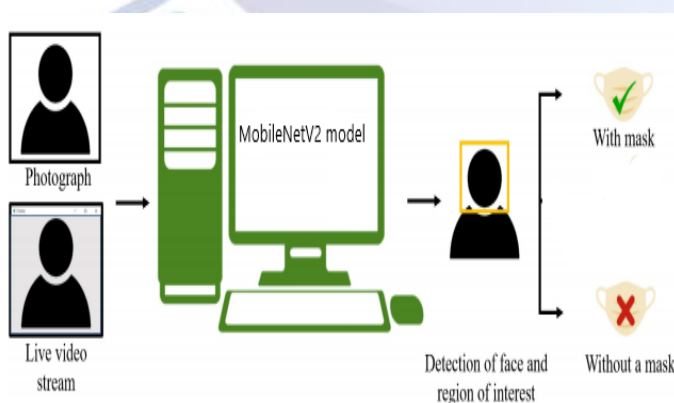 Photograph
Live video
stream
MobileNetV2 model
Detection of face and
region of interest
With mask
Without a mask